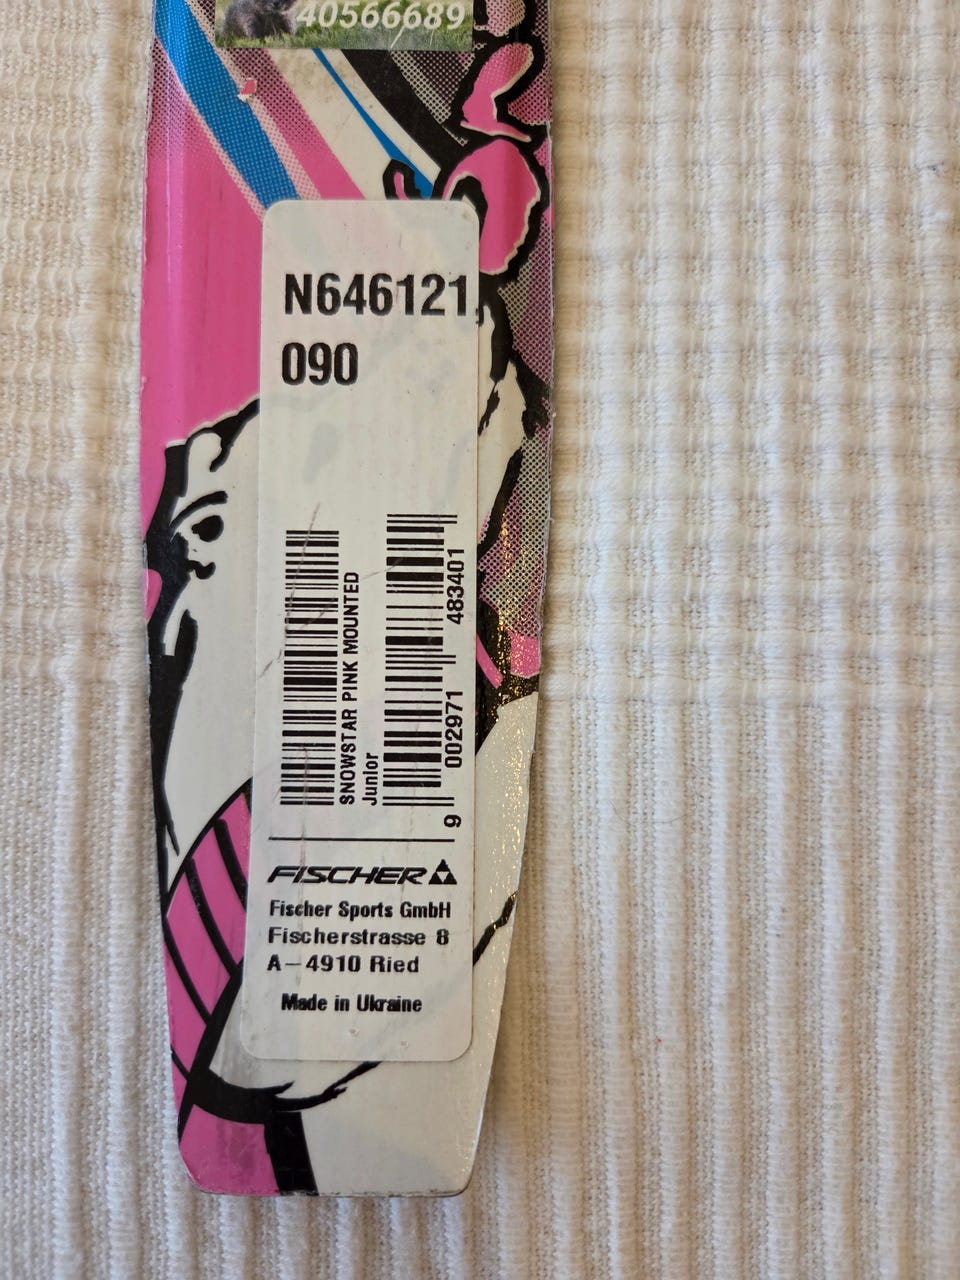 40566689
N646121,
090
SNOWSTAR PINK MOUNTED
Junior
9 002971 483401
FISCHER
Fischer Sports GmbH
Fischerstrasse 8
A-4910 Ried
Made in Ukraine